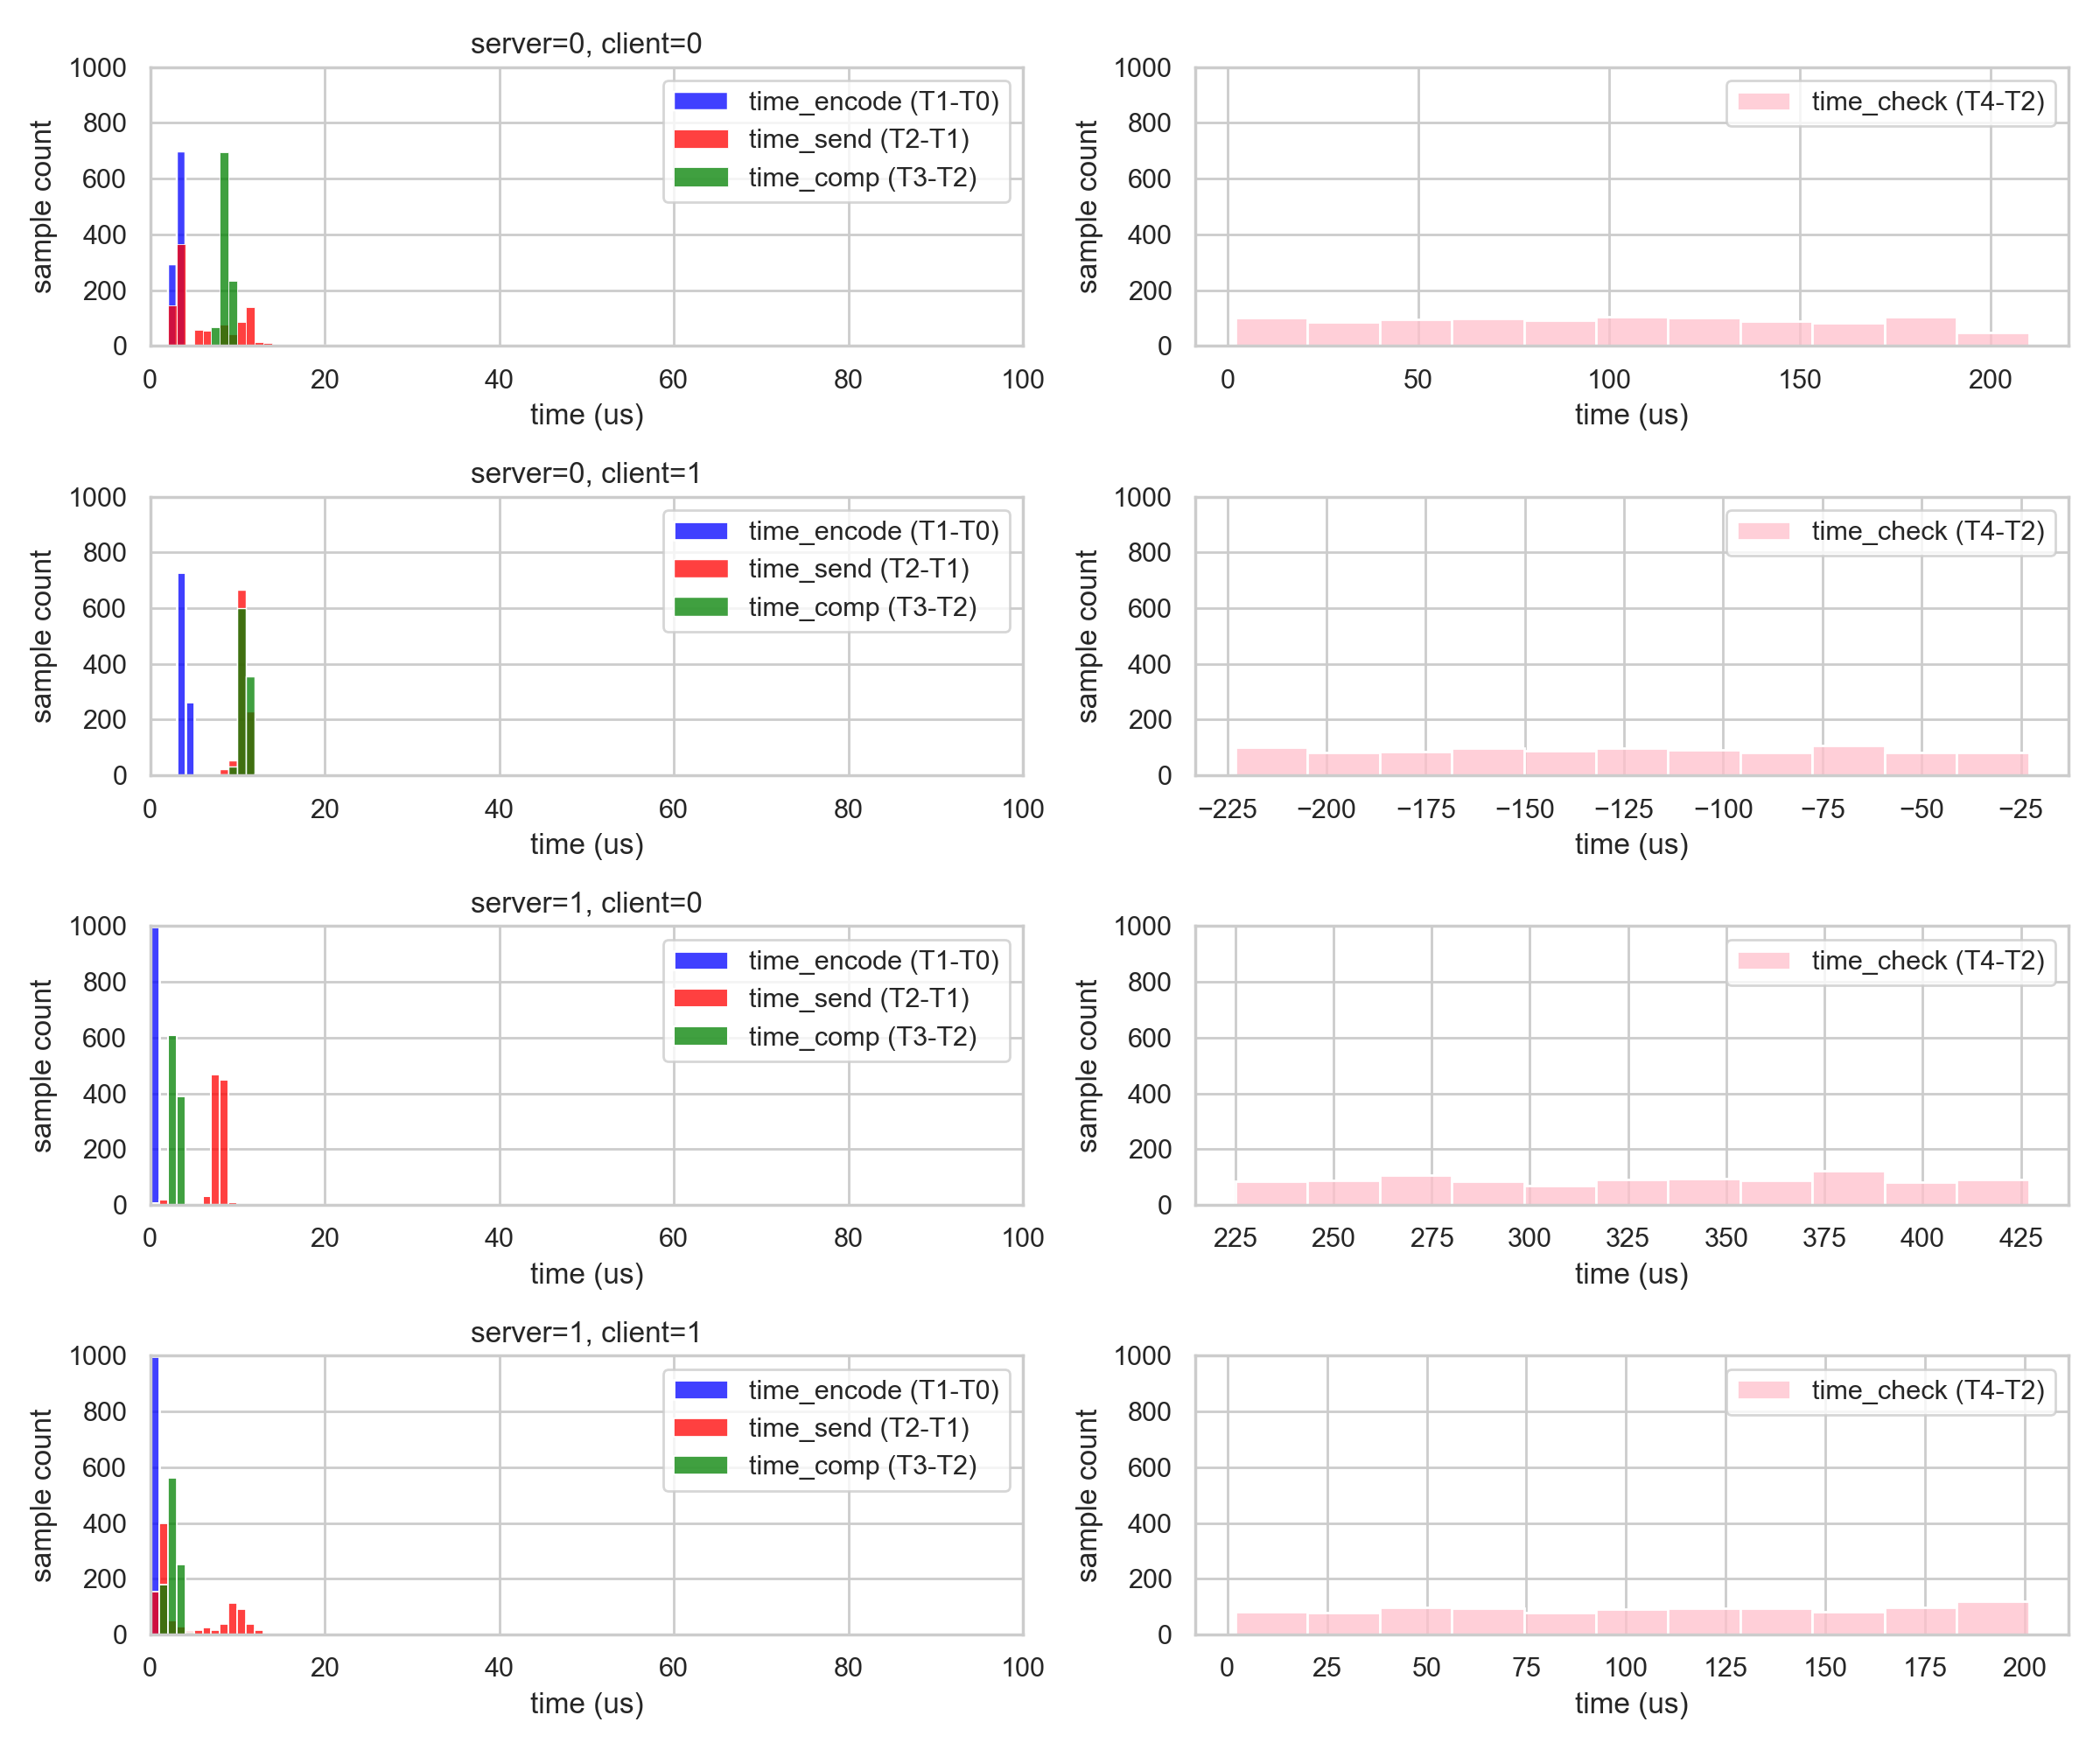 server=0, client=0
1000
800
600
400
200
0
sample count
time_encode (T1-T0)
time_send (T2-T1)
time_comp (T3-T2)
0 20 40 60 80 100
time (us)
1000
800
600
400
200
0
sample count
time_check (T4-T2)
0 50 100 150 200
time (us)
server=0, client=1
1000
800
600
400
200
0
sample count
time_encode (T1-T0)
time_send (T2-T1)
time_comp (T3-T2)
0 20 40 60 80 100
time (us)
1000
800
600
400
200
0
sample count
time_check (T4-T2)
−225 −200 −175 −150 −125 −100 −75 −50 −25
time (us)
server=1, client=0
1000
800
600
400
200
0
sample count
time_encode (T1-T0)
time_send (T2-T1)
time_comp (T3-T2)
0 20 40 60 80 100
time (us)
1000
800
600
400
200
0
sample count
time_check (T4-T2)
225 250 275 300 325 350 375 400 425
time (us)
server=1, client=1
1000
800
600
400
200
0
sample count
time_encode (T1-T0)
time_send (T2-T1)
time_comp (T3-T2)
0 20 40 60 80 100
time (us)
1000
800
600
400
200
0
sample count
time_check (T4-T2)
0 25 50 75 100 125 150 175 200
time (us)